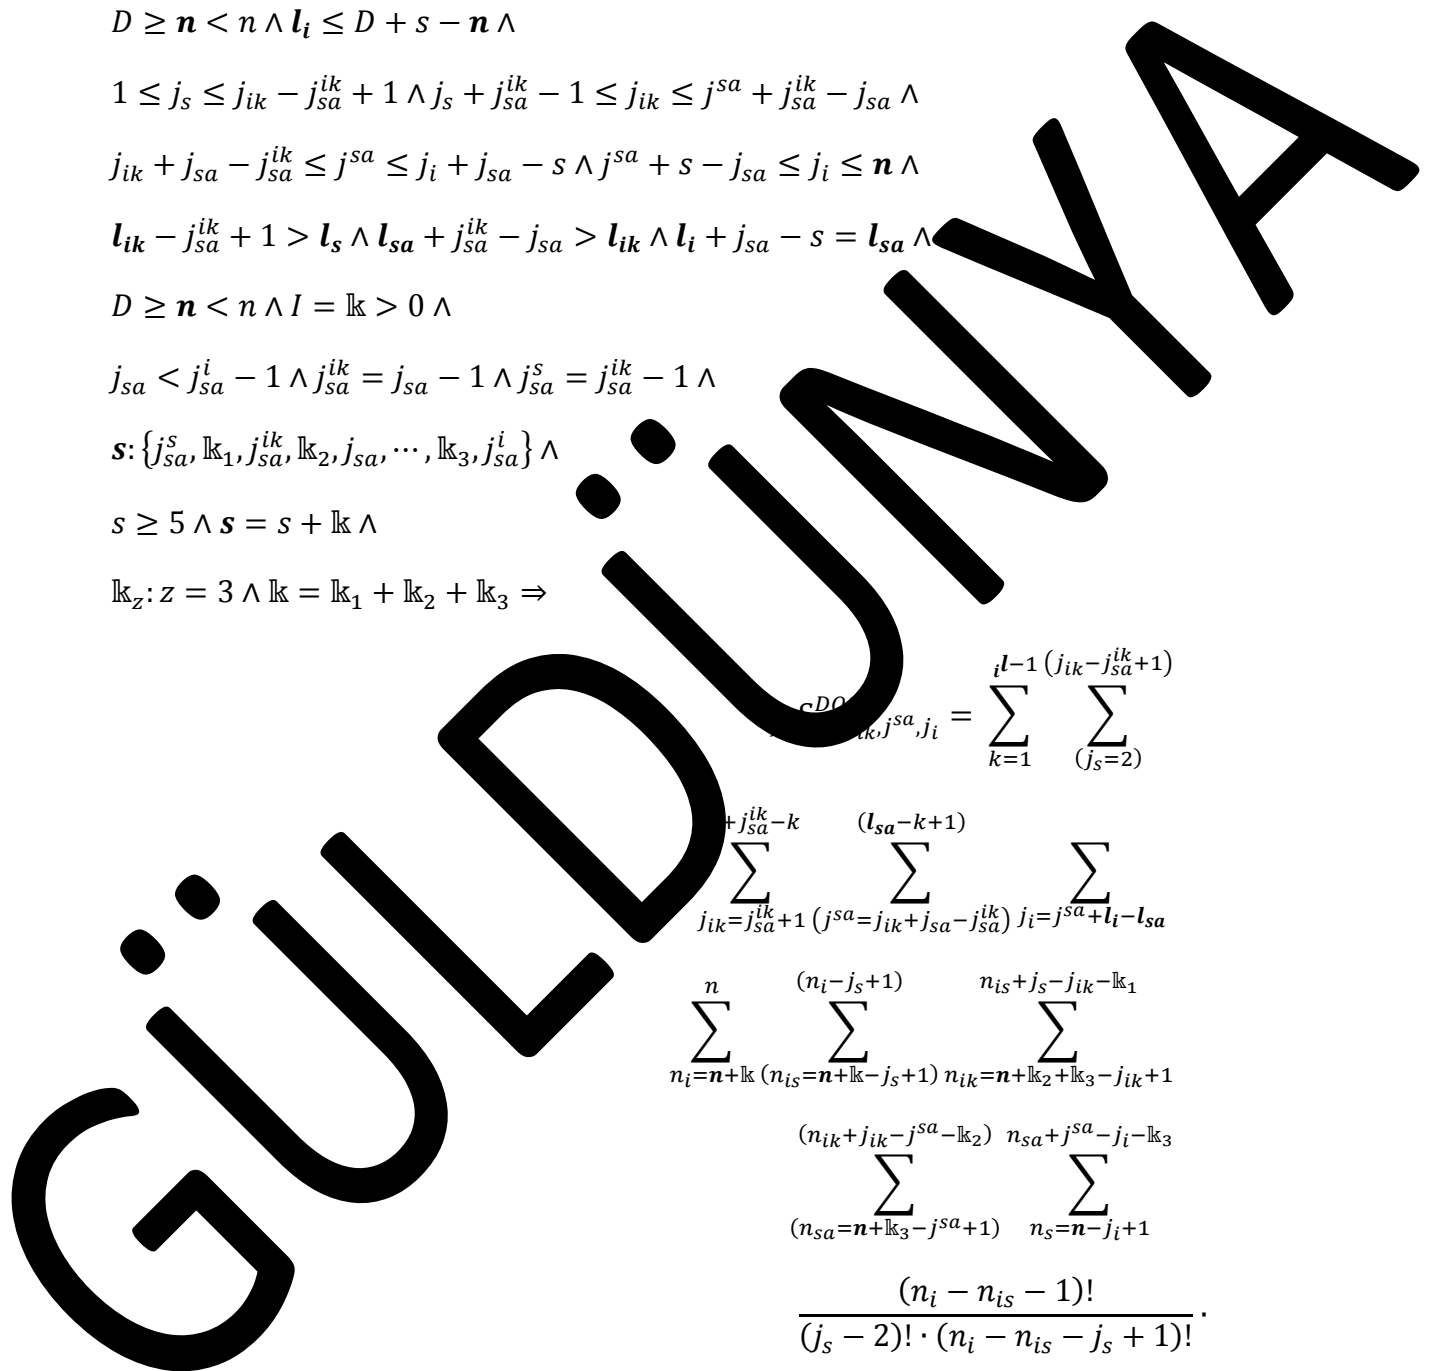 D ≥ 𝒏 < n ∧ 𝒍ᵢ ≤ D + s − 𝒏 ∧
1 ≤ j_s ≤ j_{ik} − j_{sa}^{ik} + 1 ∧ j_s + j_{sa}^{ik} − 1 ≤ j_{ik} ≤ j^{sa} + j_{sa}^{ik} − j_{sa} ∧
j_{ik} + j_{sa} − j_{sa}^{ik} ≤ j^{sa} ≤ j_i + j_{sa} − s ∧ j^{sa} + s − j_{sa} ≤ j_i ≤ 𝒏 ∧
𝒍_{ik} − j_{sa}^{ik} + 1 > 𝒍_s ∧ 𝒍_{sa} + j_{sa}^{ik} − j_{sa} > 𝒍_{ik} ∧ 𝒍_i + j_{sa} − s = 𝒍_{sa} ∧
D ≥ 𝒏 < n ∧ I = 𝕜 > 0 ∧
j_{sa} < j_{sa}^i − 1 ∧ j_{sa}^{ik} = j_{sa} − 1 ∧ j_{sa}^s = j_{sa}^{ik} − 1 ∧
𝒔: {j_{sa}^s, 𝕜_1, j_{sa}^{ik}, 𝕜_2, j_{sa}, ⋯, 𝕜_3, j_{sa}^i} ∧
s ≥ 5 ∧ 𝒔 = s + 𝕜 ∧
𝕜_z: z = 3 ∧ 𝕜 = 𝕜_1 + 𝕜_2 + 𝕜_3 ⇒
_{ik,j^{sa},j_i} = ∑_{k=1}^{_i𝒍−1} ∑_{(j_s=2)}^{(j_{ik}−j_{sa}^{ik}+1)}
∑_{j_{ik}=j_{sa}^{ik}+1}^{+j_{sa}^{ik}−k} ∑_{(j^{sa}=j_{ik}+j_{sa}−j_{sa}^{ik})}^{(𝒍_{sa}−k+1)} ∑_{j_i=j^{sa}+𝒍_i−𝒍_{sa}}
∑_{n_i=𝒏+𝕜}^{n} ∑_{(n_{is}=𝒏+𝕜−j_s+1)}^{(n_i−j_s+1)} ∑_{n_{ik}=𝒏+𝕜_2+𝕜_3−j_{ik}+1}^{n_{is}+j_s−j_{ik}−𝕜_1}
∑_{(n_{sa}=𝒏+𝕜_3−j^{sa}+1)}^{(n_{ik}+j_{ik}−j^{sa}−𝕜_2)} ∑_{n_s=𝒏−j_i+1}^{n_{sa}+j^{sa}−j_i−𝕜_3}
(n_i − n_{is} − 1)!
(j_s − 2)! · (n_i − n_{is} − j_s + 1)! ·
GÜLDÜNYA